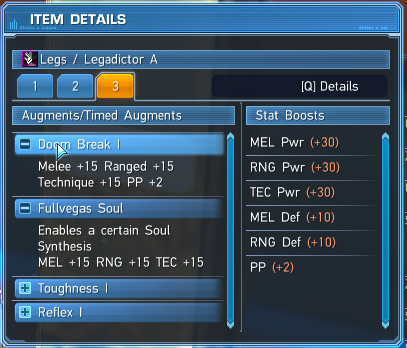 ITEM DETAILS
Legs / Legadictor A
1 2 3
[Q] Details
Augments/Timed Augments
Doom Break I
Melee +15 Ranged +15
Technique +15 PP +2
Fullvegas Soul
Enables a certain Soul
Synthesis
MEL +15 RNG +15 TEC +15
Toughness I
Reflex I
Stat Boosts
MEL Pwr (+30)
RNG Pwr (+30)
TEC Pwr (+30)
MEL Def (+10)
RNG Def (+10)
PP (+2)